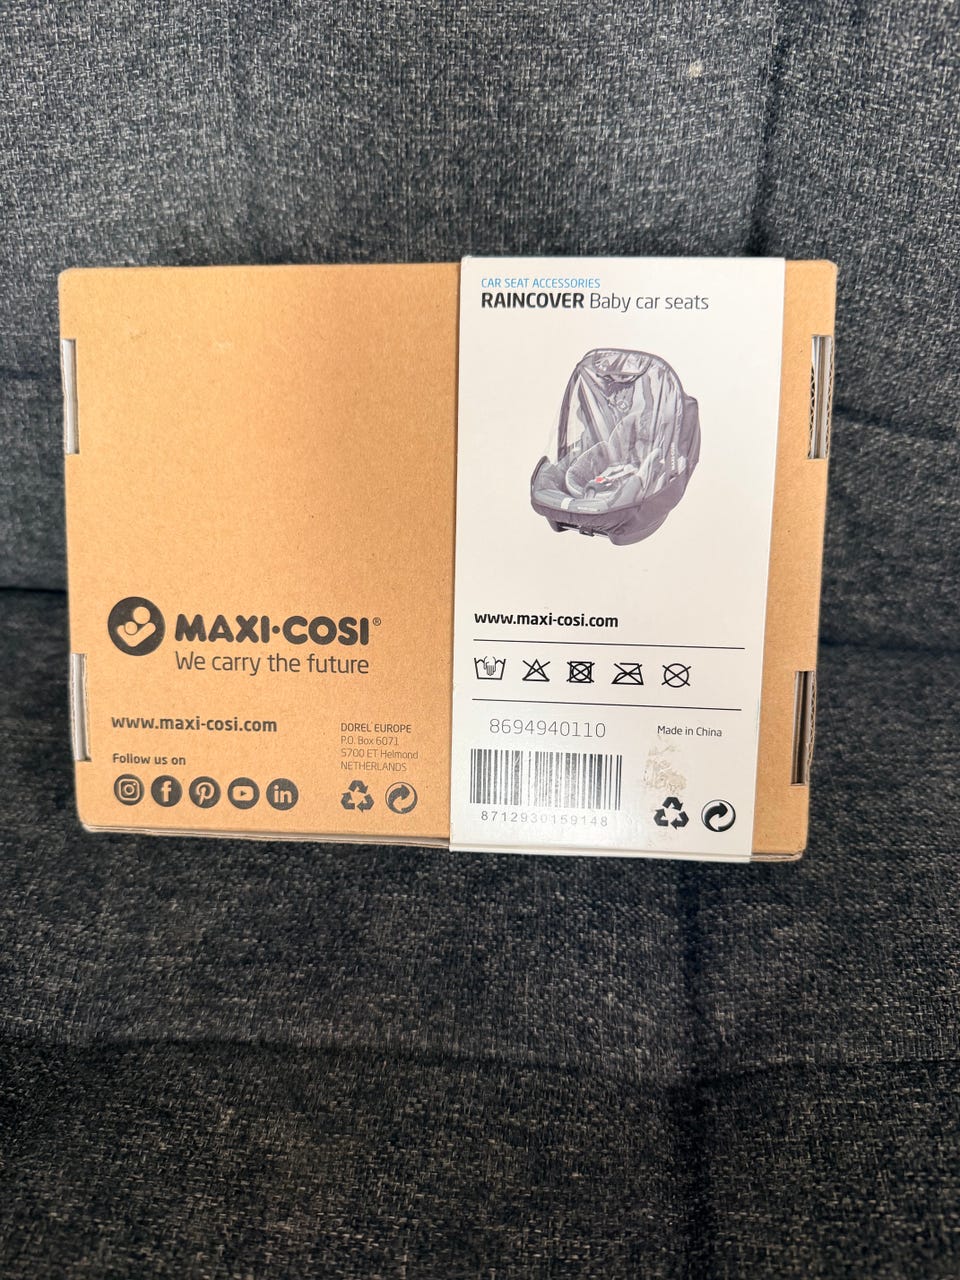 CAR SEAT ACCESSORIES
RAINCOVER Baby car seats
www.maxi-cosi.com
8694940110
Made in China
8712930159148
MAXI·COSI®
We carry the future
www.maxi-cosi.com
Follow us on
DOREL EUROPE
P.O. Box 6071
5700 ET Helmond
NETHERLANDS